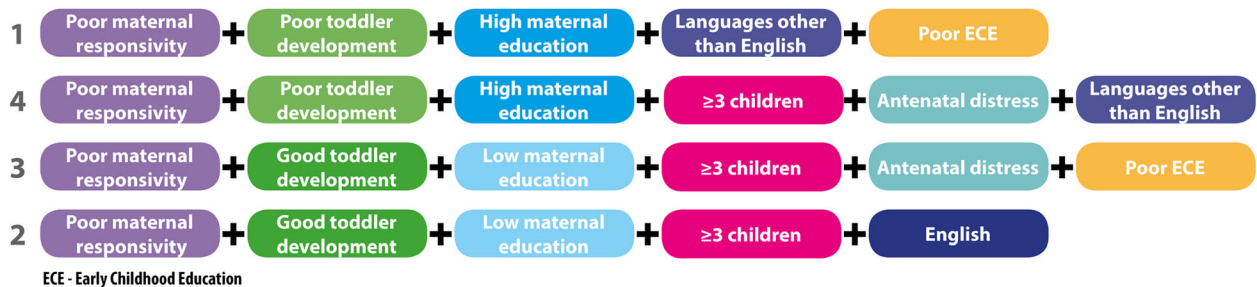 1 Poor maternal responsivity + Poor toddler development + High maternal education + Languages other than English + Poor ECE
4 Poor maternal responsivity + Poor toddler development + High maternal education + ≥3 children + Antenatal distress + Languages other than English
3 Poor maternal responsivity + Good toddler development + Low maternal education + ≥3 children + Antenatal distress + Poor ECE
2 Poor maternal responsivity + Good toddler development + Low maternal education + ≥3 children + English
ECE - Early Childhood Education